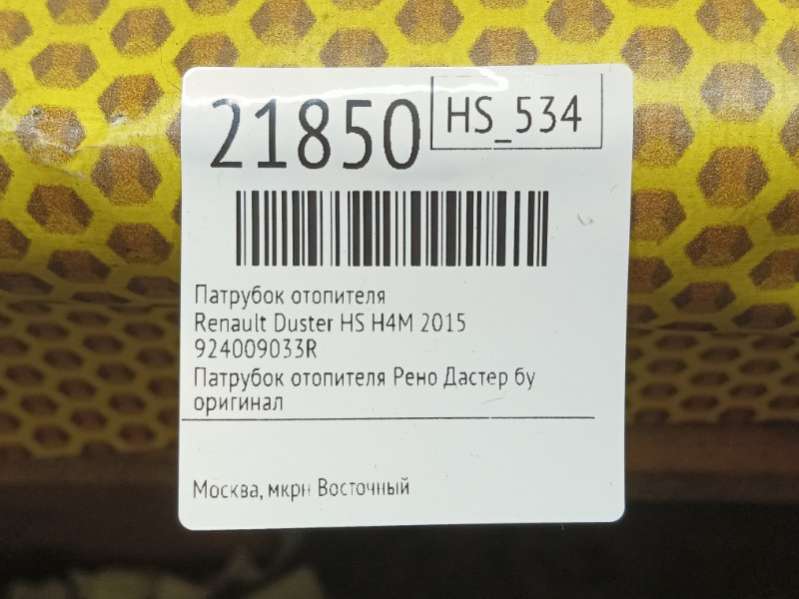 21850
HS_534
Патрубок отопителя
Renault Duster HS H4M 2015
924009033R
Патрубок отопителя Рено Дастер бу
оригинал
Москва, мкрн Восточный